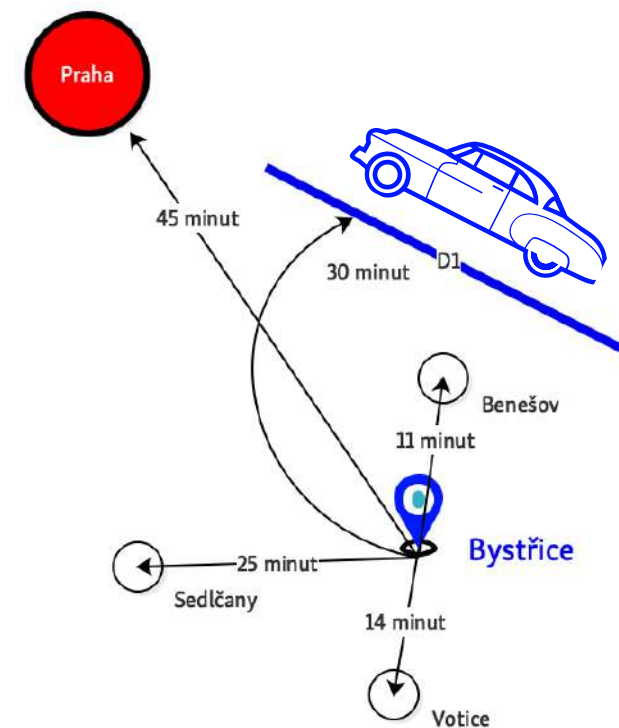 Praha
45 minut
30 minut
D1
Benešov
11 minut
Bystřice
25 minut
Sedlčany
14 minut
Votice